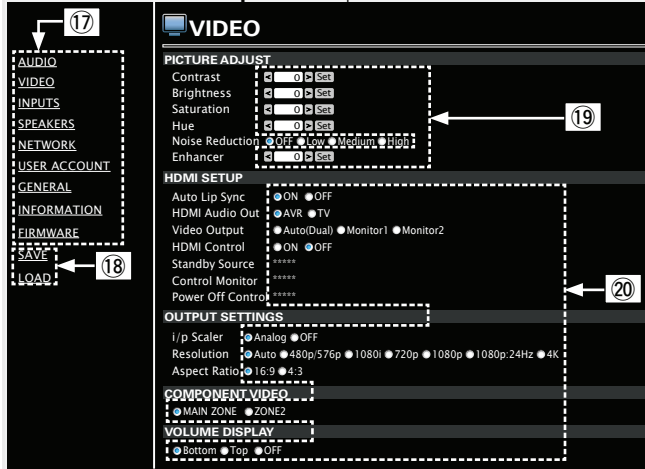 ⑰
AUDIO
VIDEO
INPUTS
SPEAKERS
NETWORK
USER ACCOUNT
GENERAL
INFORMATION
FIRMWARE
SAVE
LOAD
⑱
VIDEO
PICTURE ADJUST
Contrast < 0 > Set
Brightness < 0 > Set
Saturation < 0 > Set
Hue < 0 > Set
Noise Reduction OFF Low Medium High
Enhancer < 0 > Set
⑲
HDMI SETUP
Auto Lip Sync ON OFF
HDMI Audio Out AVR TV
Video Output Auto(Dual) Monitor1 Monitor2
HDMI Control ON OFF
Standby Source *****
Control Monitor *****
Power Off Control *****
⑳
OUTPUT SETTINGS
i/p Scaler Analog OFF
Resolution Auto 480p/576p 1080i 720p 1080p 1080p:24Hz 4K
Aspect Ratio 16:9 4:3
COMPONENT VIDEO
MAIN ZONE ZONE2
VOLUME DISPLAY
Bottom Top OFF